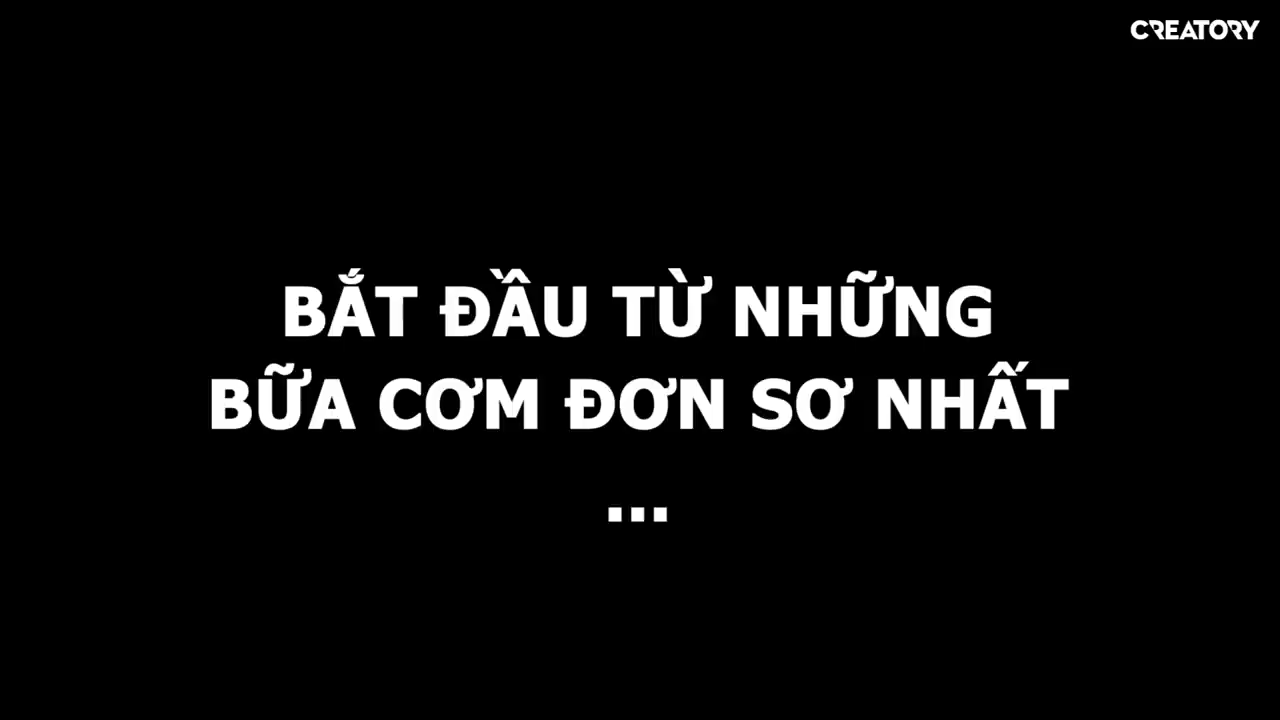 CREATORY
BẮT ĐẦU TỪ NHỮNG
BỮA CƠM ĐƠN SƠ NHẤT
...